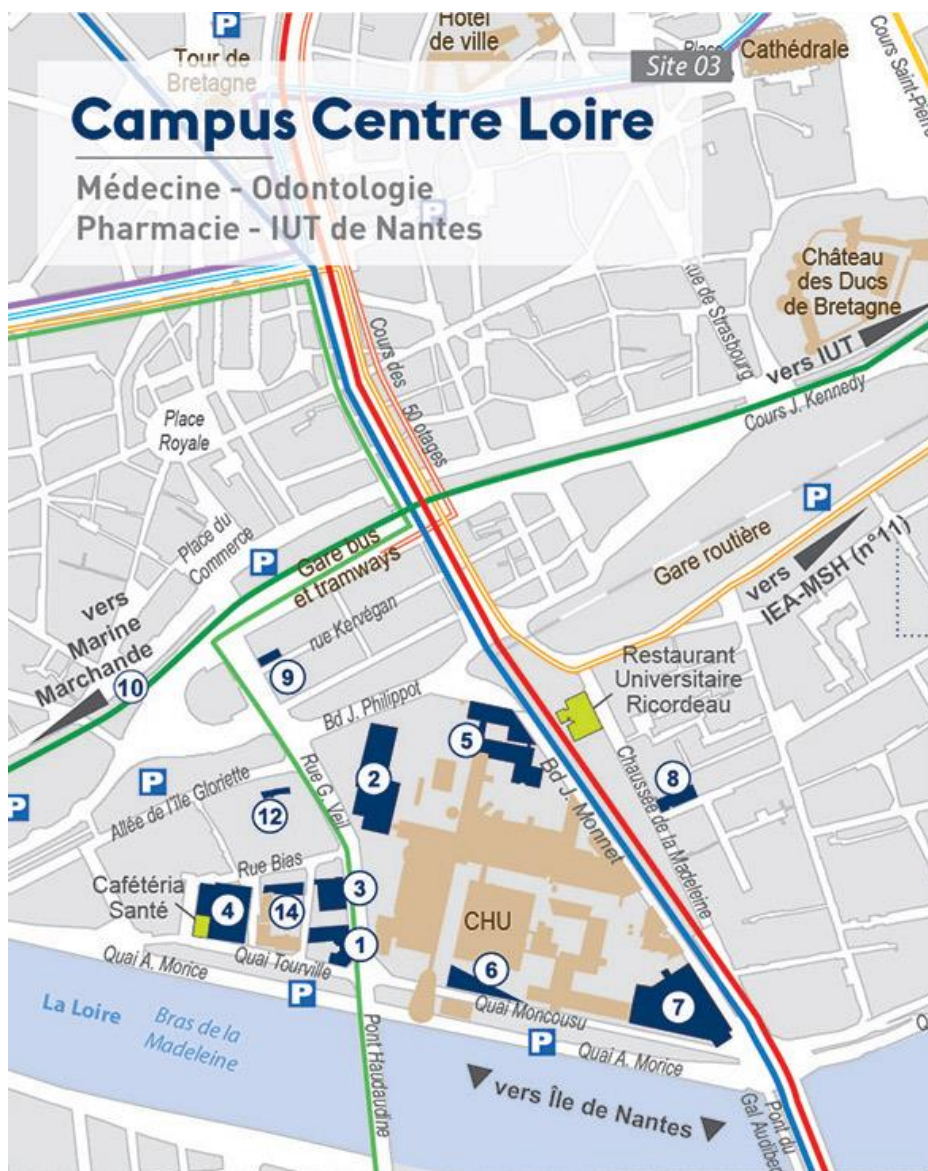 P
Hôtel
de ville
Tour de
Bretagne
Site 03
Place
Cathédrale
Cours Saint-Pierre
Campus Centre Loire
Médecine - Odontologie
Pharmacie - IUT de Nantes
P
Château
des Ducs
de Bretagne
Rue de Strasbourg
vers IUT
Cours des 50 otages
Cours J. Kennedy
Place
Royale
P
Place du
Commerce
P
Gare bus
et tramways
Gare routière
vers
IEA-MSH (n°11)
vers
Marine
Marchande
10
rue Kervégan
9
Restaurant
Universitaire
Ricordeau
Bd J. Philippot
5
2
8
P
P
Allée de l'île Gloriette
Rue G. Veil
Bd J. Monnet
Chaussée de la Madeleine
12
Rue Bias
Cafétéria
Santé
4
14
3
1
CHU
6
7
Quai A. Morice
Quai Tourville
P
Quai Moncousu
P
Quai A. Morice
La Loire
Bras de la
Madeleine
Pont Haudaudine
vers Île de Nantes
Pont du
Gal Audibert